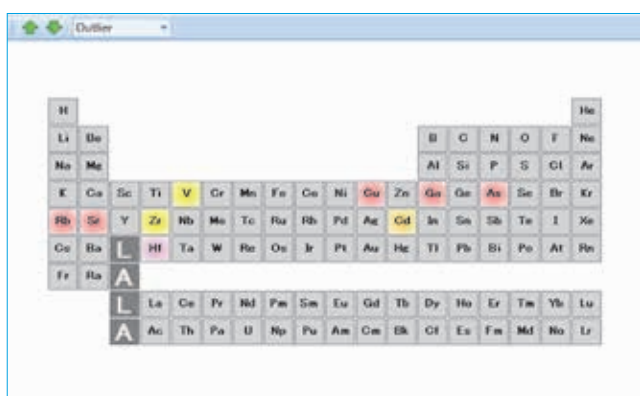 Outlier
H He
Li Be B C N O F Ne
Na Mg Al Si P S Cl Ar
K Ca Sc Ti V Cr Mn Fe Co Ni Cu Zn Ga Ge As Se Br Kr
Rb Sr Y Zr Nb Mo Tc Ru Rh Pd Ag Cd In Sn Sb Te I Xe
Cs Ba L Hf Ta W Re Os Ir Pt Au Hg Tl Pb Bi Po At Rn
Fr Ra A
L La Ce Pr Nd Pm Sm Eu Gd Tb Dy Ho Er Tm Yb Lu
A Ac Th Pa U Np Pu Am Cm Bk Cf Es Fm Md No Lr